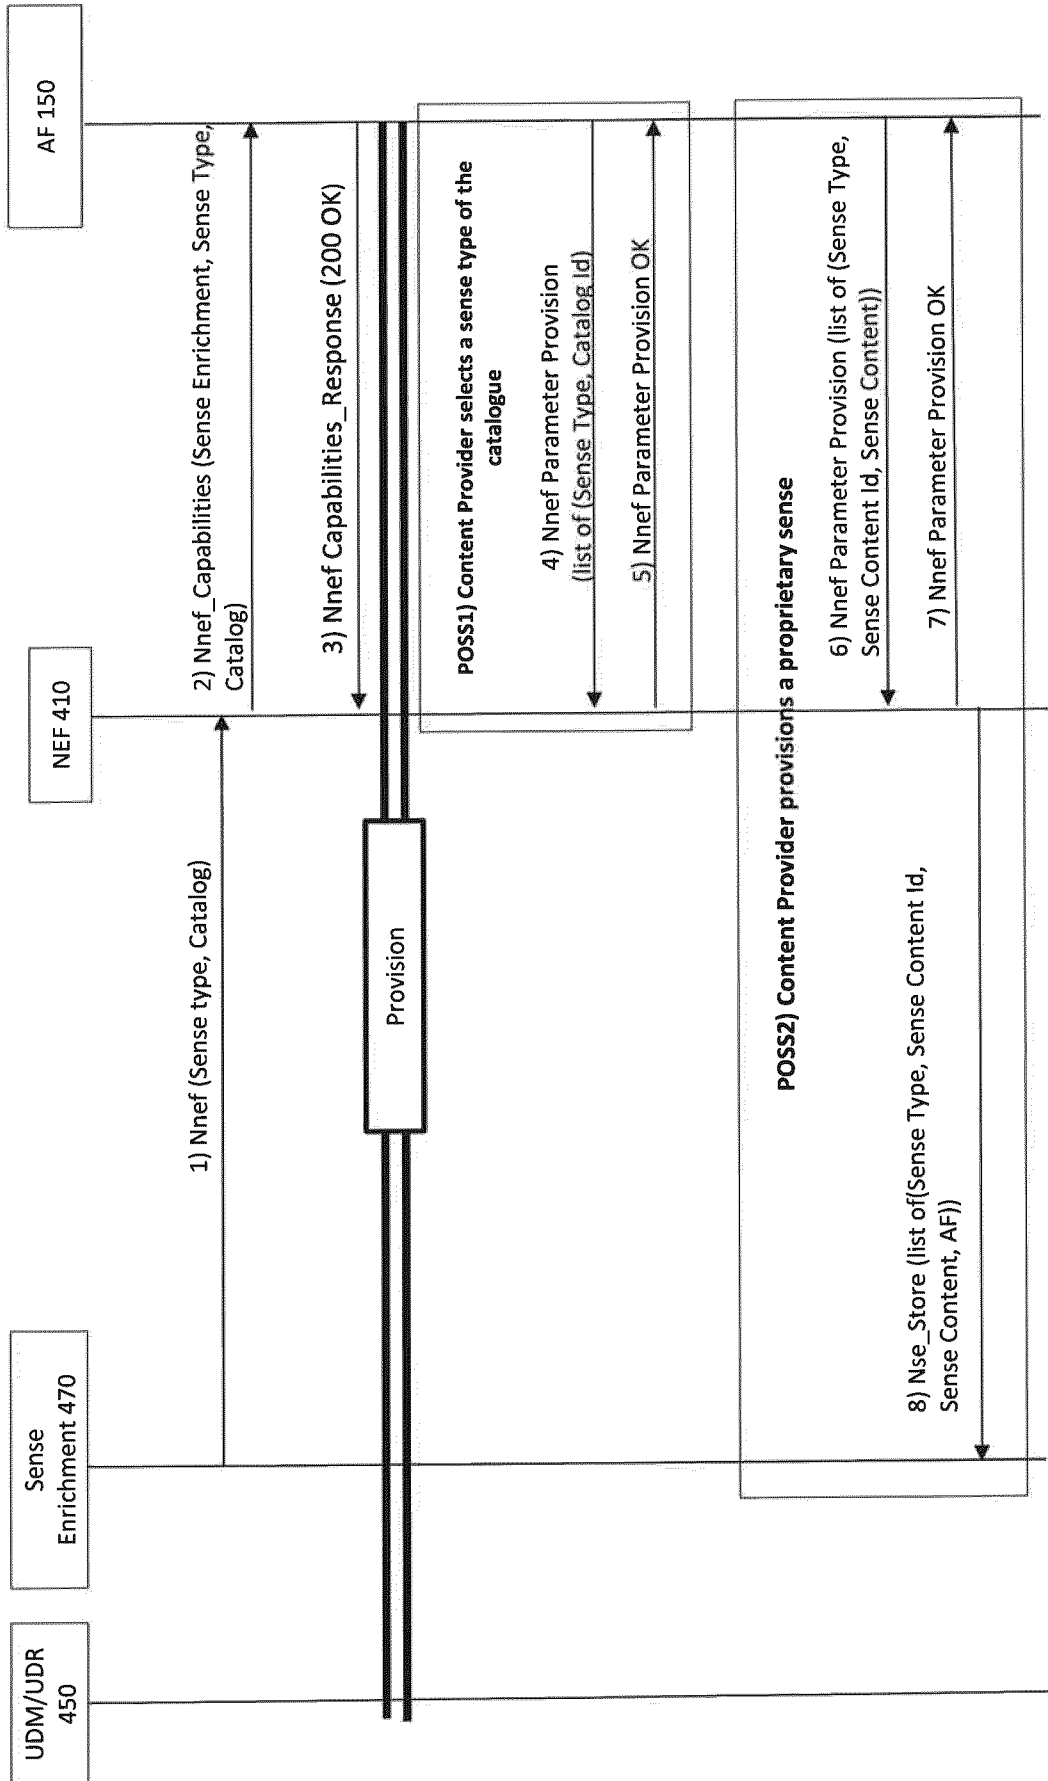 UDM/UDR
450
Sense
Enrichment 470
NEF 410
AF 150
1) Nnef (Sense type, Catalog)
2) Nnef_Capabilities (Sense Enrichment, Sense Type,
Catalog)
3) Nnef Capabilities_Response (200 OK)
Provision
POSS1) Content Provider selects a sense type of the
catalogue
4) Nnef Parameter Provision
(list of (Sense Type, Catalog Id)
5) Nnef Parameter Provision OK
POSS2) Content Provider provisions a proprietary sense
6) Nnef Parameter Provision (list of (Sense Type,
Sense Content Id, Sense Content))
7) Nnef Parameter Provision OK
8) Nse_Store (list of(Sense Type, Sense Content Id,
Sense Content, AF))